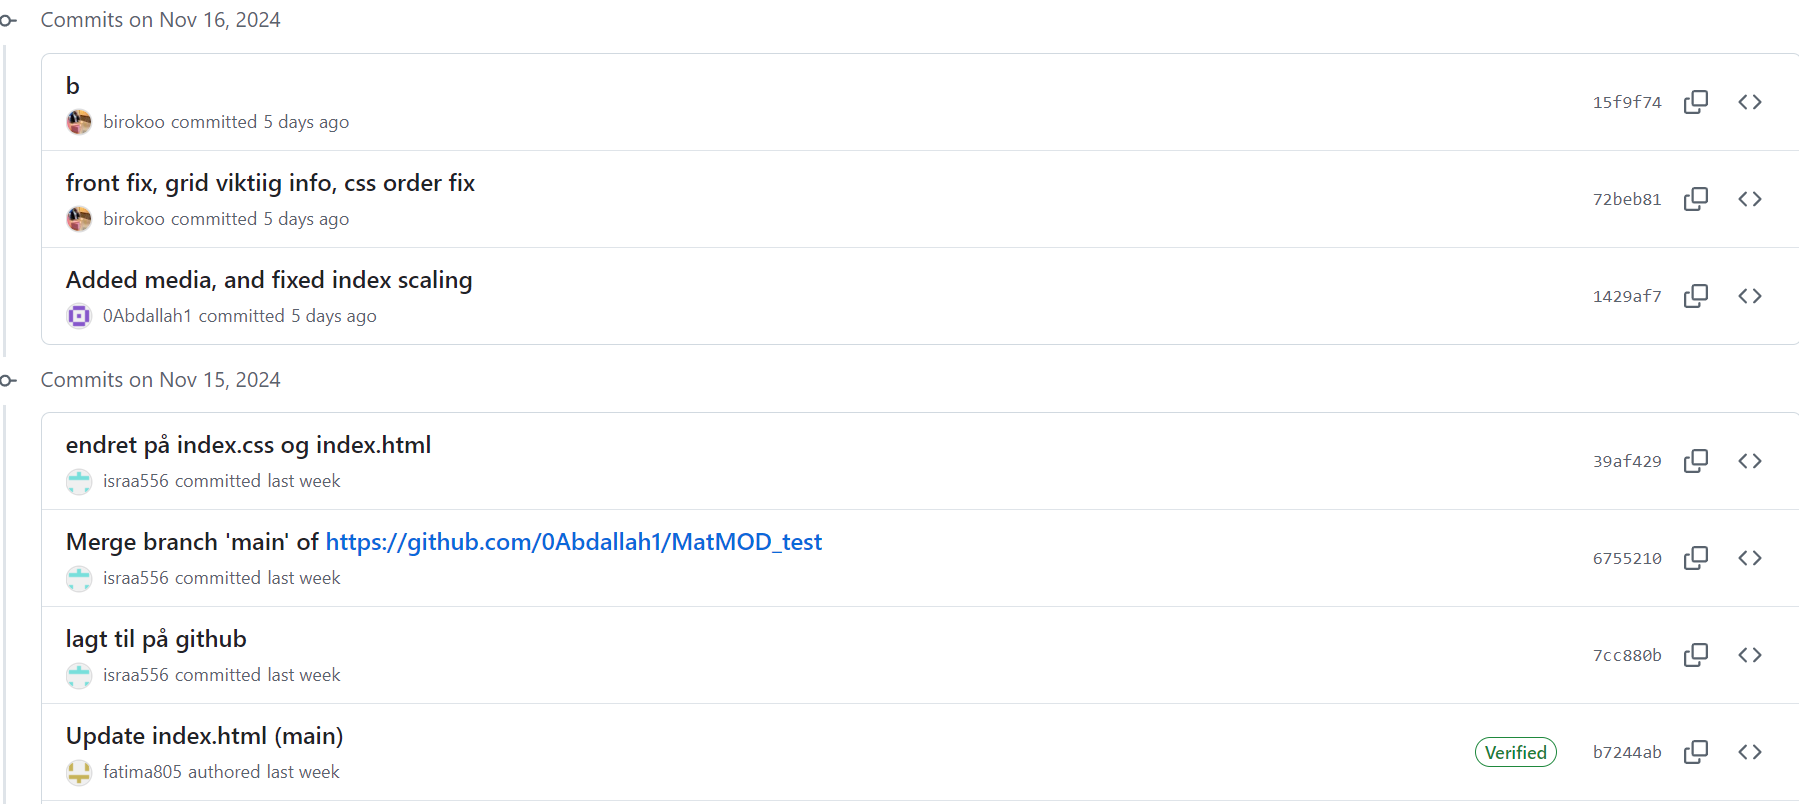 Commits on Nov 16, 2024
b
birokoo committed 5 days ago
15f9f74
front fix, grid viktiig info, css order fix
birokoo committed 5 days ago
72beb81
Added media, and fixed index scaling
0Abdallah1 committed 5 days ago
1429af7
Commits on Nov 15, 2024
endret på index.css og index.html
israa556 committed last week
39af429
Merge branch 'main' of https://github.com/0Abdallah1/MatMOD_test
israa556 committed last week
6755210
lagt til på github
israa556 committed last week
7cc880b
Update index.html (main)
fatima805 authored last week
Verified b7244ab